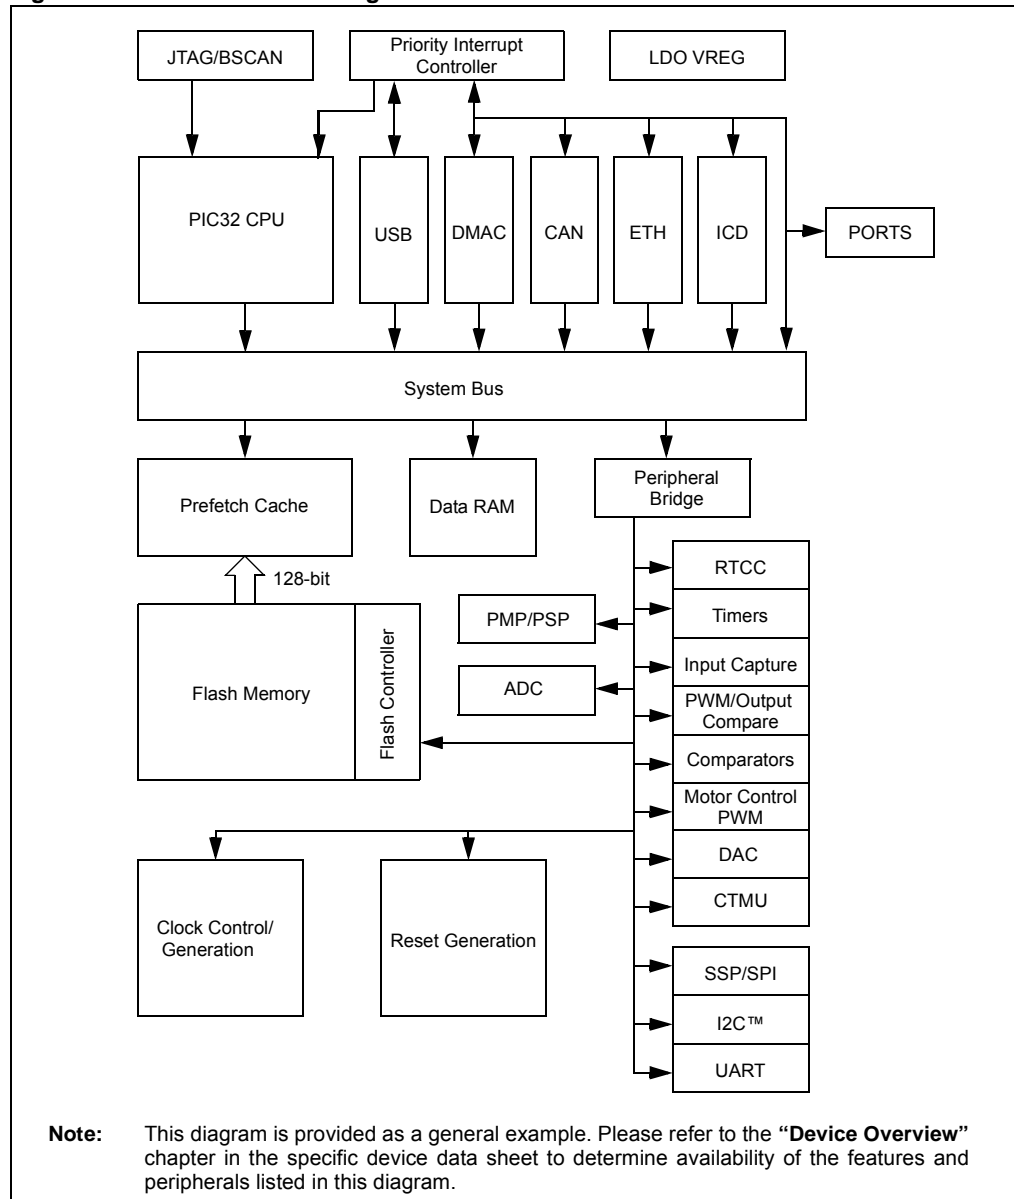 JTAG/BSCAN
Priority Interrupt
Controller
LDO VREG
PIC32 CPU
USB
DMAC
CAN
ETH
ICD
PORTS
System Bus
Prefetch Cache
Data RAM
Peripheral
Bridge
128-bit
Flash Memory
Flash Controller
PMP/PSP
ADC
RTCC
Timers
Input Capture
PWM/Output
Compare
Comparators
Motor Control
PWM
DAC
CTMU
Clock Control/
Generation
Reset Generation
SSP/SPI
I2C™
UART
Note: This diagram is provided as a general example. Please refer to the “Device Overview”
chapter in the specific device data sheet to determine availability of the features and
peripherals listed in this diagram.